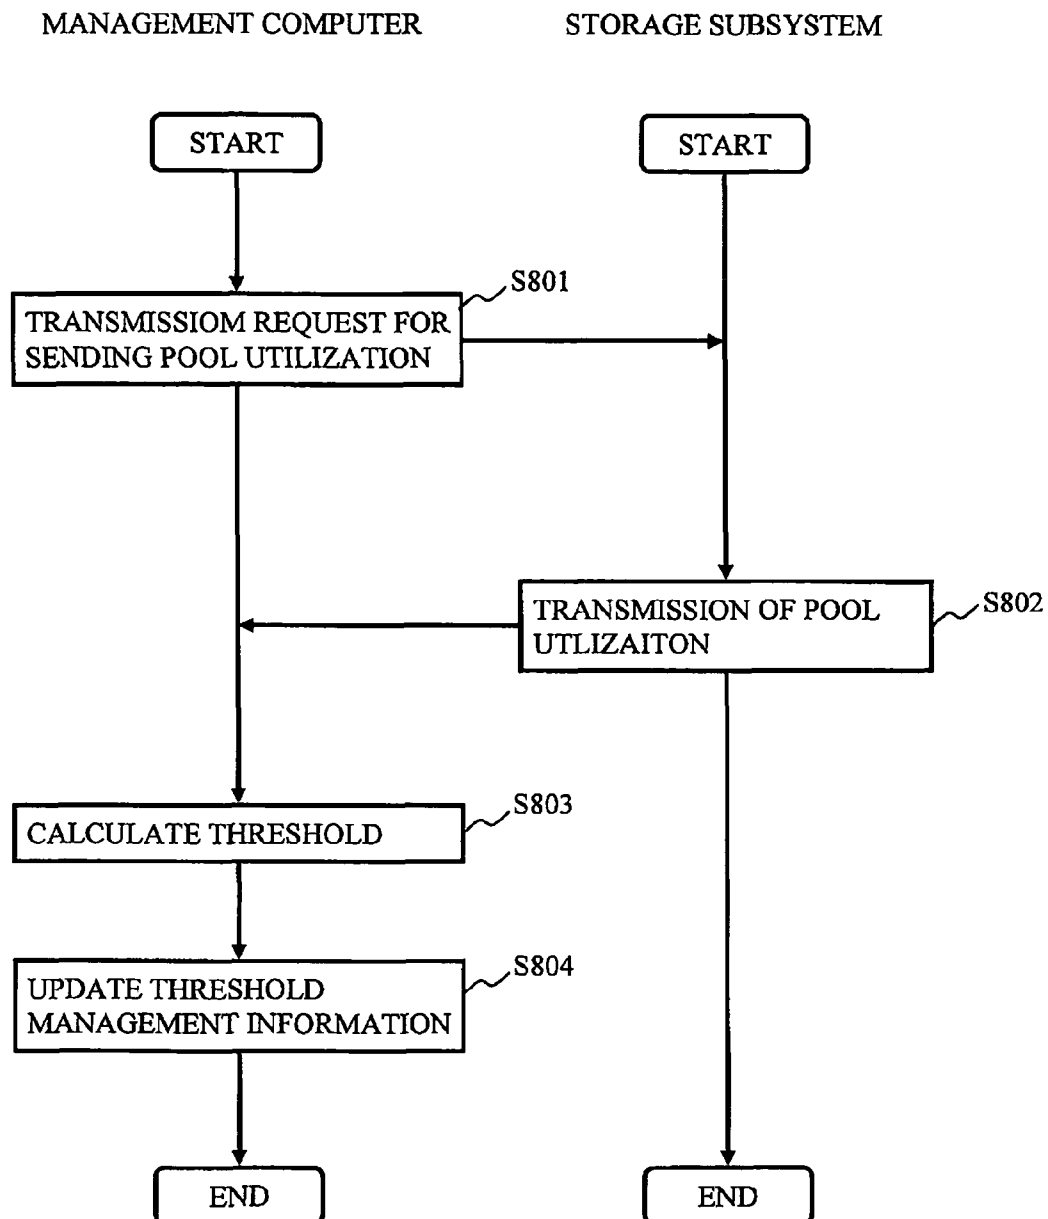 MANAGEMENT COMPUTER
STORAGE SUBSYSTEM
START
START
S801
TRANSMISSIOM REQUEST FOR
SENDING POOL UTILIZATION
S802
TRANSMISSION OF POOL
UTLIZAITON
S803
CALCULATE THRESHOLD
S804
UPDATE THRESHOLD
MANAGEMENT INFORMATION
END
END